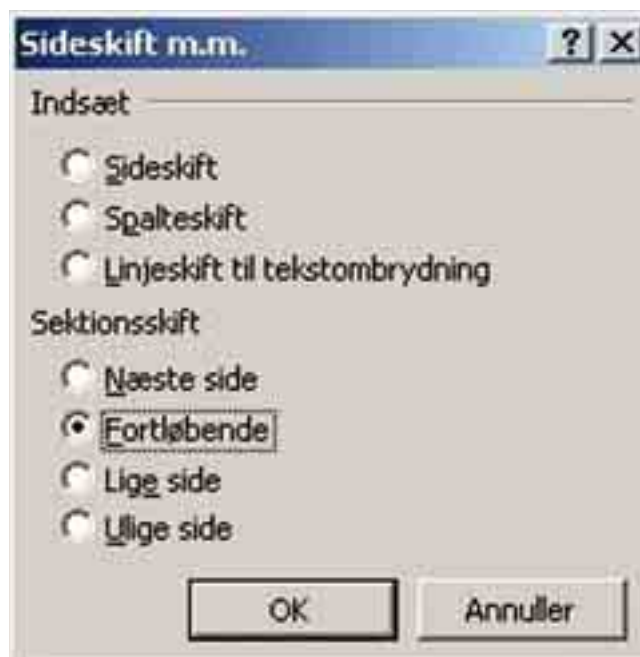 Sideskift m.m.
Indsæt
Sideskift
Spalteskift
Linjeskift til tekstombrydning
Sektionsskift
Næste side
Fortløbende
Lige side
Ulige side
OK Annuller